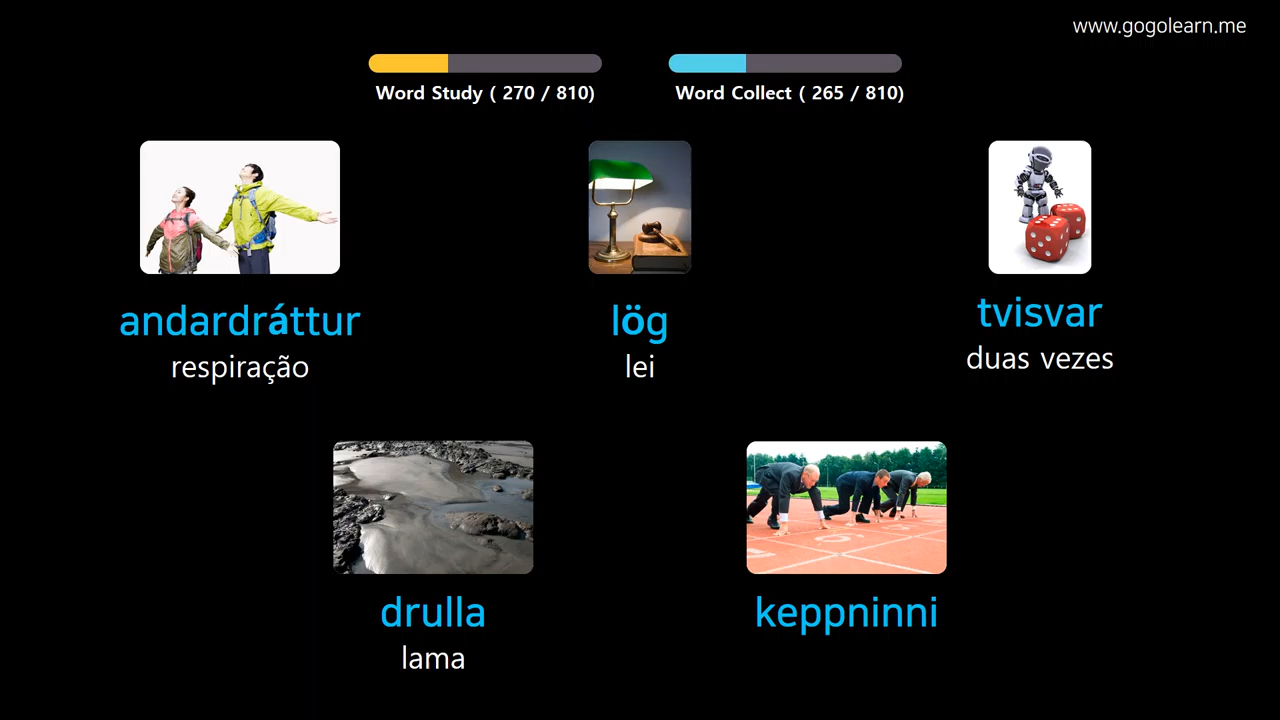 www.gogolearn.me
Word Study ( 270 / 810)
Word Collect ( 265 / 810)
andardráttur
respiração
lög
lei
tvisvar
duas vezes
drulla
lama
keppninni